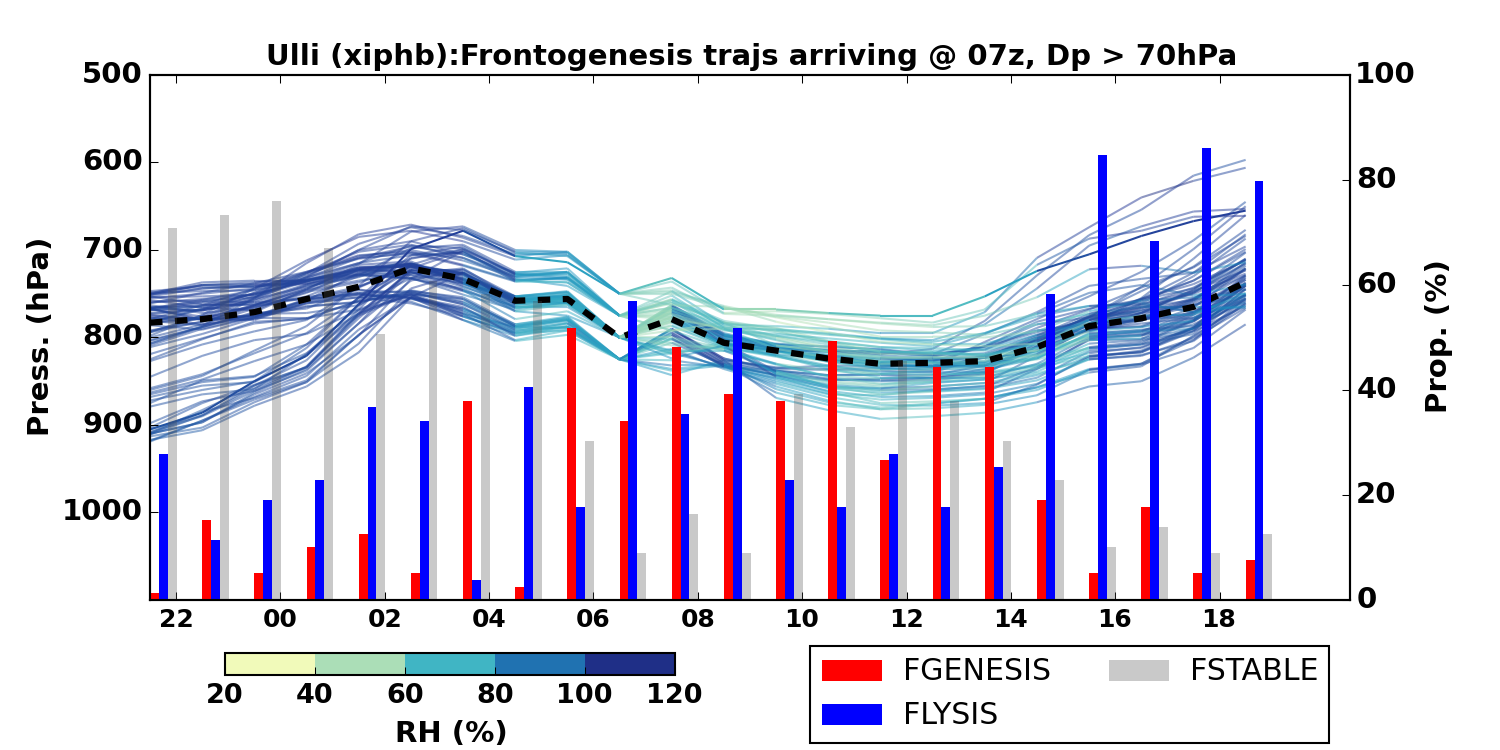 Ulli (xiphb):Frontogenesis trajs arriving @ 07z, Dp > 70hPa
500
600
700
800
900
1000
Press. (hPa)
100
80
60
40
20
0
Prop. (%)
22 00 02 04 06 08 10 12 14 16 18
20 40 60 80 100 120
RH (%)
FGENESIS FSTABLE
FLYSIS